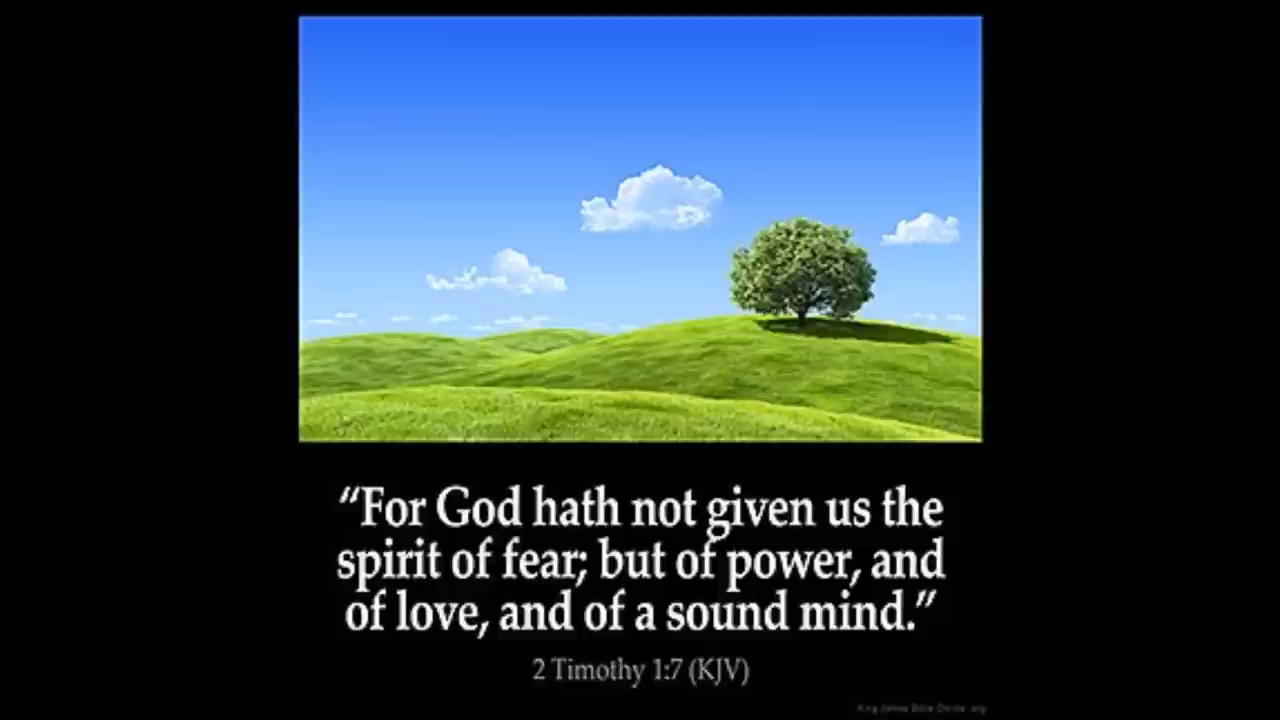 “For God hath not given us the
spirit of fear; but of power, and
of love, and of a sound mind.”
2 Timothy 1:7 (KJV)